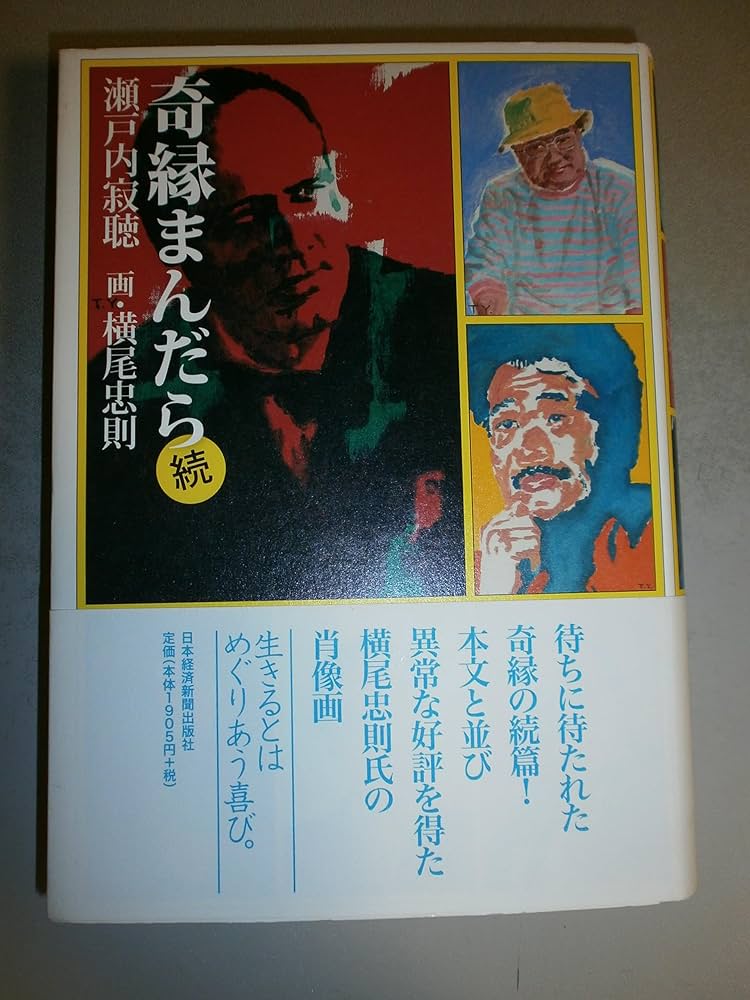 奇縁まんだら
続
瀬戸内寂聴
画・横尾忠則
T.Y.
T.Y.
T.Y.
待ちに待たれた
奇縁の続篇！
本文と並び
異常な好評を得た
横尾忠則氏の
肖像画
生きるとは
めぐりあう喜び。
日本経済新聞出版社
定価（本体1905円+税）